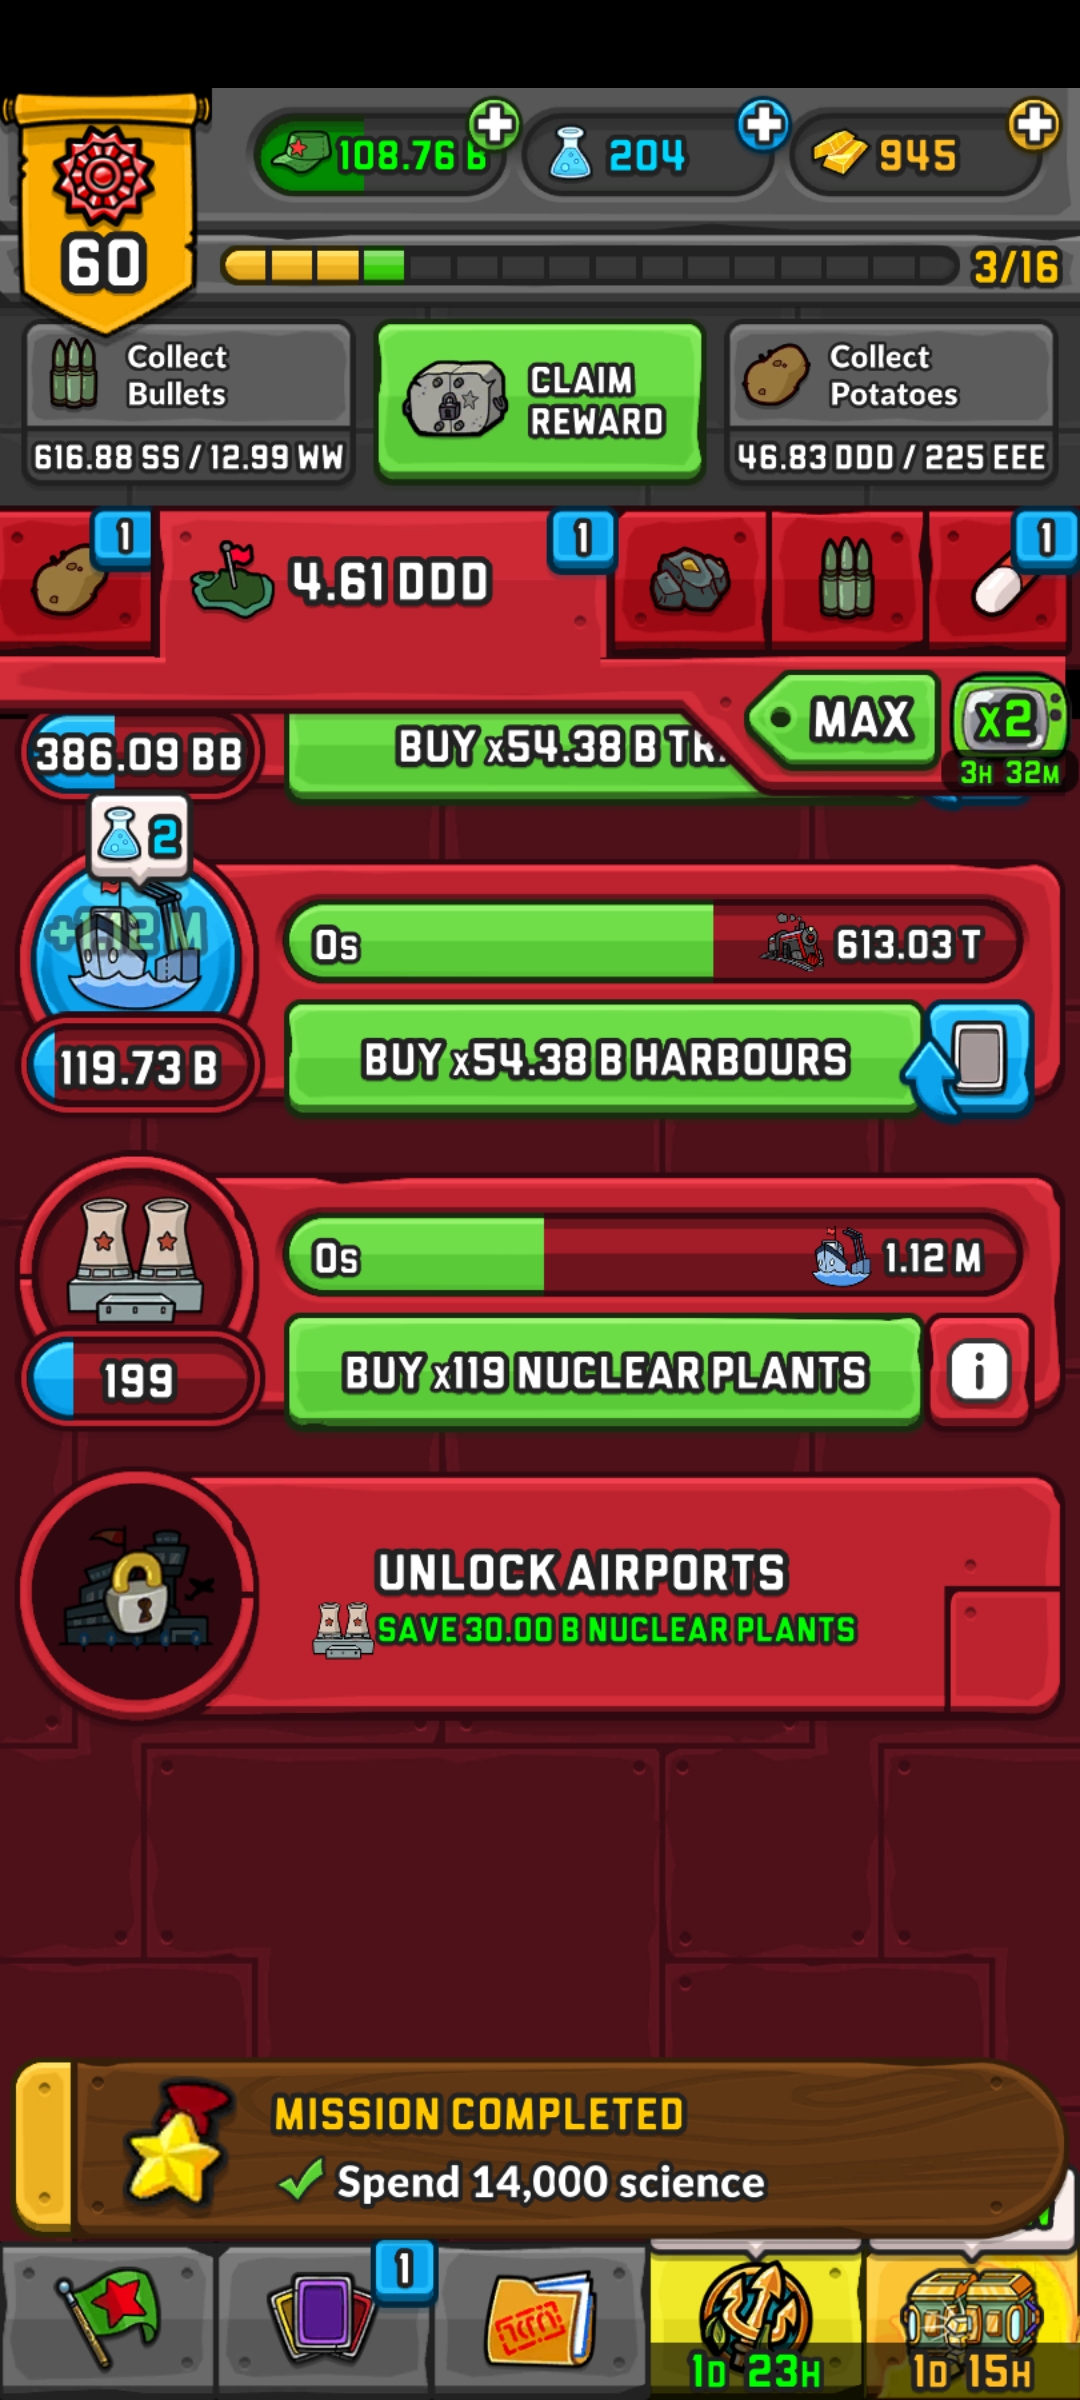 108.76 B
204
945
60
3/16
Collect
Bullets
616.88 SS / 12.99 WW
CLAIM
REWARD
Collect
Potatoes
46.83 DDD / 225 EEE
1
4.61 DDD
1
1
MAX
x2
3H 32M
386.09 BB
BUY x54.38 B
2
0s
613.03 T
119.73 B
BUY x54.38 B HARBOURS
0s
1.12 M
199
BUY x119 NUCLEAR PLANTS
i
UNLOCK AIRPORTS
SAVE 30.00 B NUCLEAR PLANTS
MISSION COMPLETED
Spend 14,000 science
1
1D 23H
1D 15H